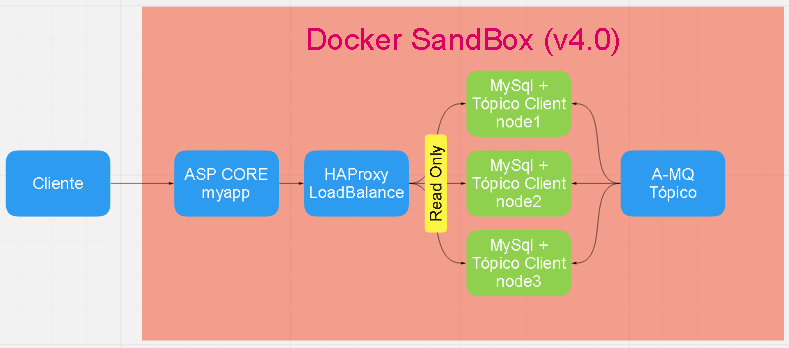 Docker SandBox (v4.0)
Cliente
ASP CORE
myapp
HAProxy
LoadBalance
Read Only
MySql +
Tópico Client
node1
MySql +
Tópico Client
node2
MySql +
Tópico Client
node3
A-MQ
Tópico